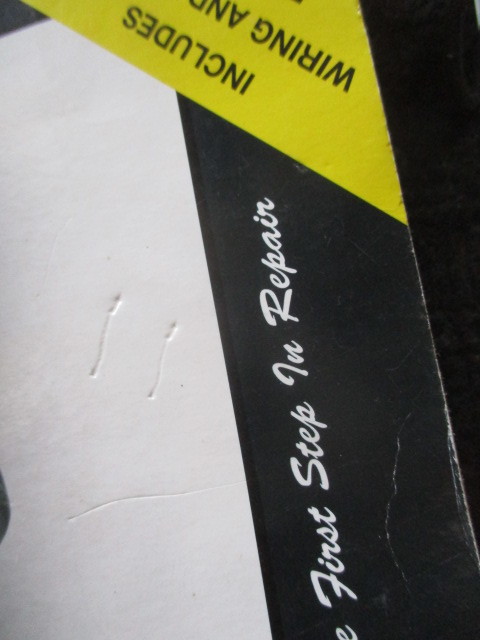 INCLUDES
WIRING AND
e First Step In Repair